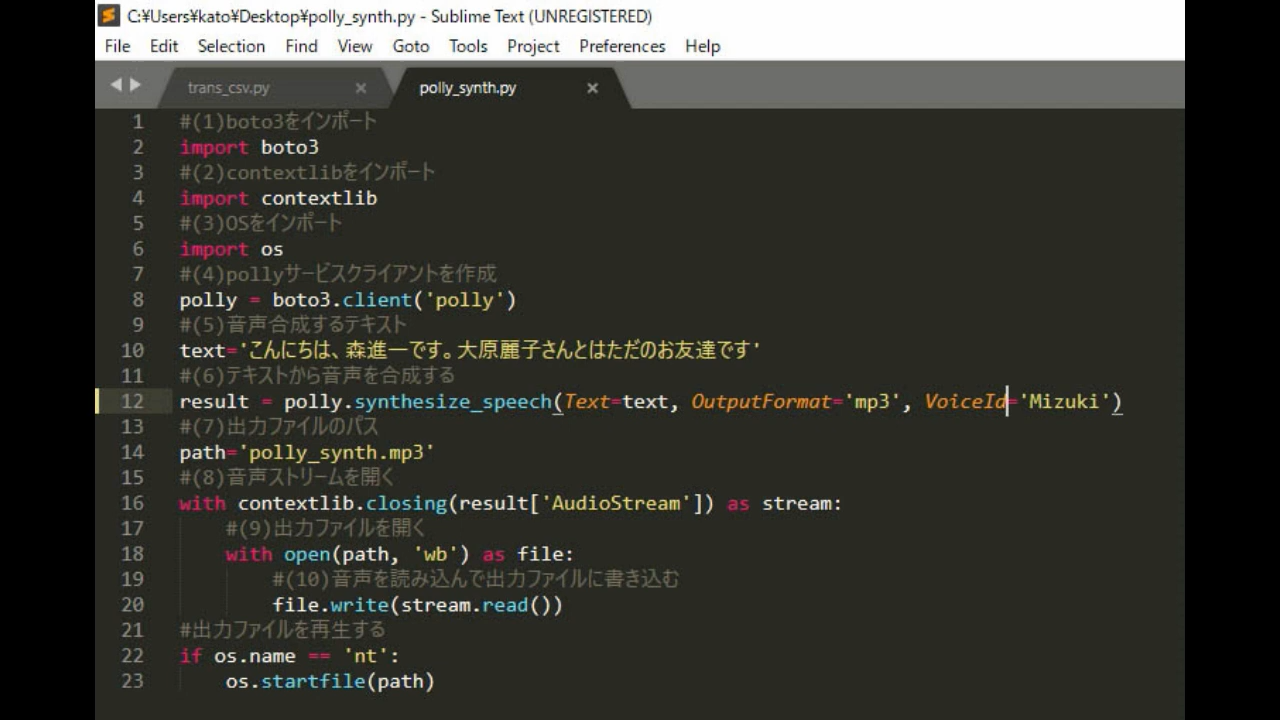 C:¥Users¥kato¥Desktop¥polly_synth.py - Sublime Text (UNREGISTERED)
File Edit Selection Find View Goto Tools Project Preferences Help
trans_csv.py × polly_synth.py ×
1 #(1)boto3をインポート
2 import boto3
3 #(2)contextlibをインポート
4 import contextlib
5 #(3)OSをインポート
6 import os
7 #(4)pollyサービスクライアントを作成
8 polly = boto3.client('polly')
9 #(5)音声合成するテキスト
10 text='こんにちは、森進一です。大原麗子さんとはただのお友達です'
11 #(6)テキストから音声を合成する
12 result = polly.synthesize_speech(Text=text, OutputFormat='mp3', VoiceId='Mizuki')
13 #(7)出力ファイルのパス
14 path='polly_synth.mp3'
15 #(8)音声ストリームを開く
16 with contextlib.closing(result['AudioStream']) as stream:
17     #(9)出力ファイルを開く
18     with open(path, 'wb') as file:
19         #(10)音声を読み込んで出力ファイルに書き込む
20         file.write(stream.read())
21 #出力ファイルを再生する
22 if os.name == 'nt':
23     os.startfile(path)